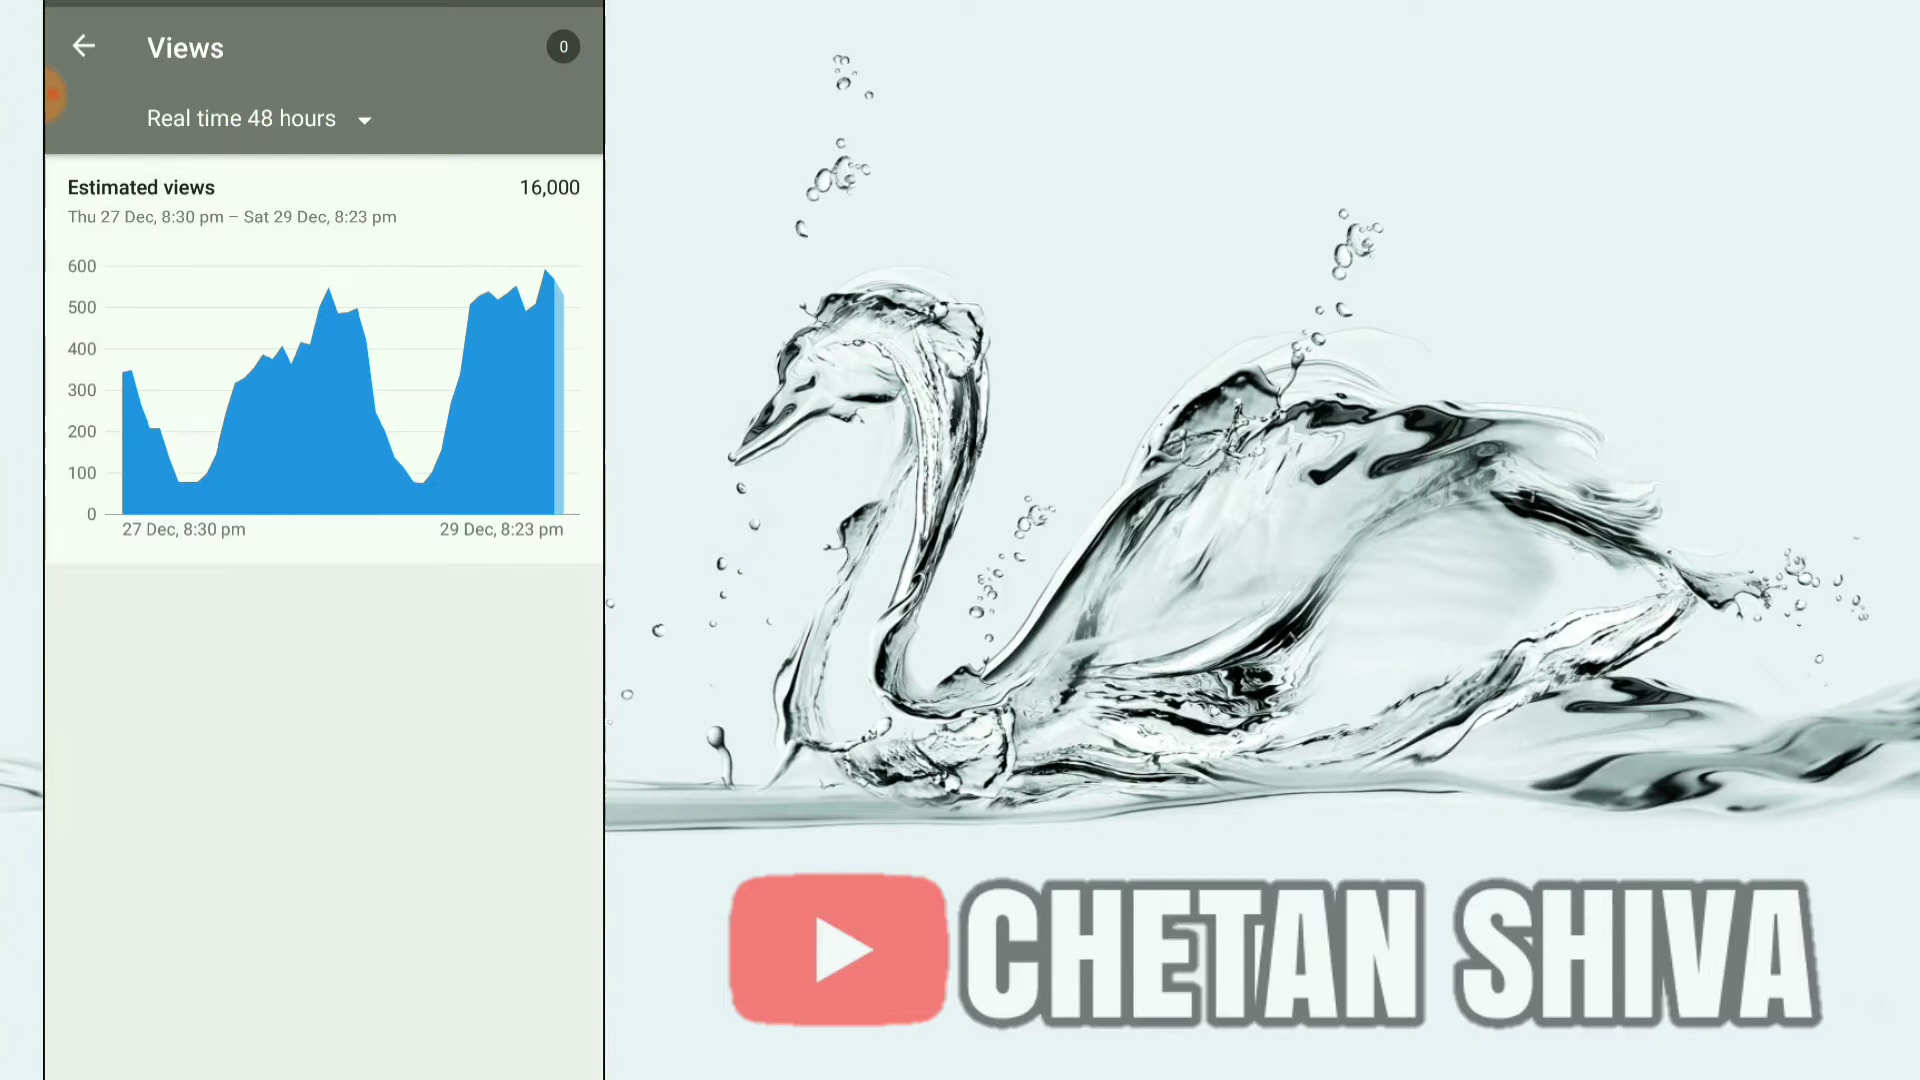 Views
0
Real time 48 hours
Estimated views 16,000
Thu 27 Dec, 8:30 pm – Sat 29 Dec, 8:23 pm
600
500
400
300
200
100
0
27 Dec, 8:30 pm 29 Dec, 8:23 pm
CHETAN SHIVA